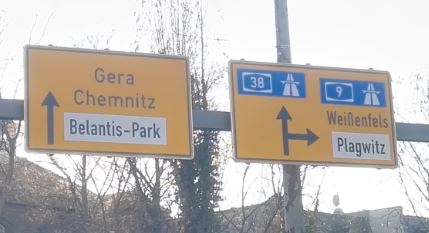 Gera
Chemnitz
Belantis-Park
38 9
Weißenfels
Plagwitz